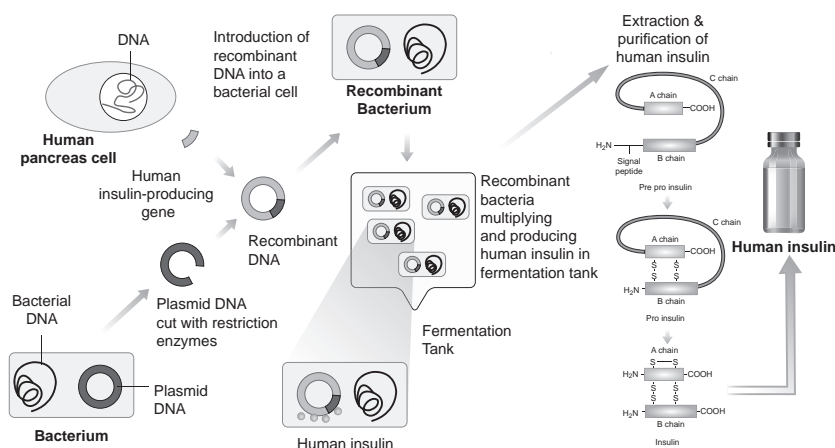 DNA
Human
pancreas cell
Human
insulin-producing
gene
Introduction of
recombinant
DNA into a
bacterial cell
Recombinant
Bacterium
Recombinant
DNA
Plasmid DNA
cut with restriction
enzymes
Bacterial
DNA
Plasmid
DNA
Bacterium
Recombinant
bacteria
multiplying
and producing
human insulin in
fermentation tank
Fermentation
Tank
Human insulin
Extraction &
purification of
human insulin
C chain
A chain
COOH
H₂N
Signal
peptide
B chain
Pre pro insulin
C chain
A chain
COOH
S S
S S
H₂N
B chain
Pro insulin
A chain
S S
H₂N COOH
S S
S S
H₂N COOH
B chain
Insulin
Human insulin